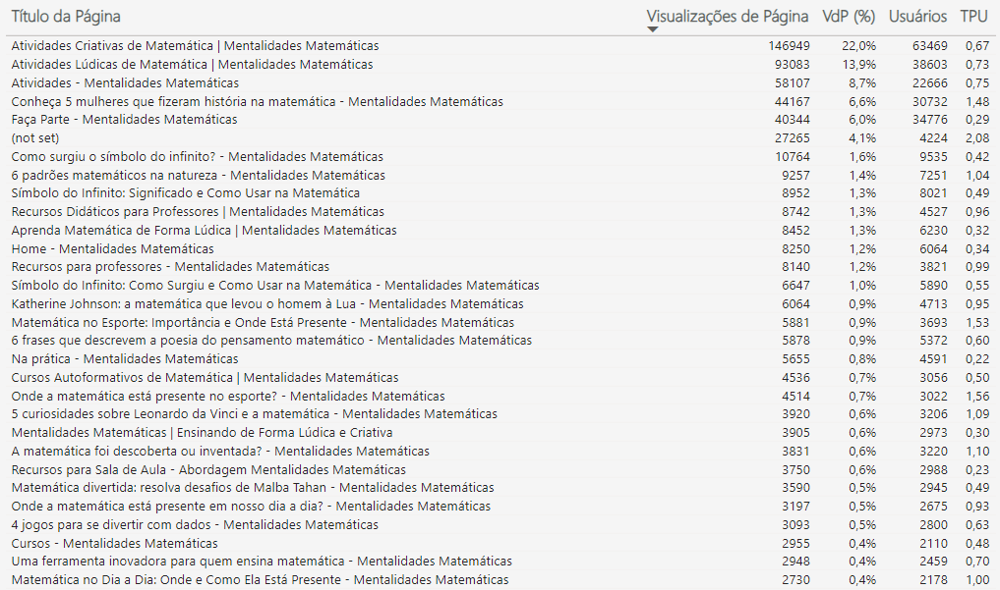 Título da Página Visualizações de Página VdP (%) Usuários TPU
Atividades Criativas de Matemática | Mentalidades Matemáticas 146949 22,0% 63469 0,67
Atividades Lúdicas de Matemática | Mentalidades Matemáticas 93083 13,9% 38603 0,73
Atividades - Mentalidades Matemáticas 58107 8,7% 22666 0,75
Conheça 5 mulheres que fizeram história na matemática - Mentalidades Matemáticas 44167 6,6% 30732 1,48
Faça Parte - Mentalidades Matemáticas 40344 6,0% 34776 0,29
(not set) 27265 4,1% 4224 2,08
Como surgiu o símbolo do infinito? - Mentalidades Matemáticas 10764 1,6% 9535 0,42
6 padrões matemáticos na natureza - Mentalidades Matemáticas 9257 1,4% 7251 1,04
Símbolo do Infinito: Significado e Como Usar na Matemática 8952 1,3% 8021 0,49
Recursos Didáticos para Professores | Mentalidades Matemáticas 8742 1,3% 4527 0,96
Aprenda Matemática de Forma Lúdica | Mentalidades Matemáticas 8452 1,3% 6230 0,32
Home - Mentalidades Matemáticas 8250 1,2% 6064 0,34
Recursos para professores - Mentalidades Matemáticas 8140 1,2% 3821 0,99
Símbolo do Infinito: Como Surgiu e Como Usar na Matemática - Mentalidades Matemáticas 6647 1,0% 5890 0,55
Katherine Johnson: a matemática que levou o homem à Lua - Mentalidades Matemáticas 6064 0,9% 4713 0,95
Matemática no Esporte: Importância e Onde Está Presente - Mentalidades Matemáticas 5881 0,9% 3693 1,53
6 frases que descrevem a poesia do pensamento matemático - Mentalidades Matemáticas 5878 0,9% 5372 0,60
Na prática - Mentalidades Matemáticas 5655 0,8% 4591 0,22
Cursos Autoformativos de Matemática | Mentalidades Matemáticas 4536 0,7% 3056 0,50
Onde a matemática está presente no esporte? - Mentalidades Matemáticas 4514 0,7% 3022 1,56
5 curiosidades sobre Leonardo da Vinci e a matemática - Mentalidades Matemáticas 3920 0,6% 3206 1,09
Mentalidades Matemáticas | Ensinando de Forma Lúdica e Criativa 3905 0,6% 2973 0,30
A matemática foi descoberta ou inventada? - Mentalidades Matemáticas 3831 0,6% 3220 1,10
Recursos para Sala de Aula - Abordagem Mentalidades Matemáticas 3750 0,6% 2988 0,23
Matemática divertida: resolva desafios de Malba Tahan - Mentalidades Matemáticas 3590 0,5% 2945 0,49
Onde a matemática está presente em nosso dia a dia? - Mentalidades Matemáticas 3197 0,5% 2675 0,93
4 jogos para se divertir com dados - Mentalidades Matemáticas 3093 0,5% 2800 0,63
Cursos - Mentalidades Matemáticas 2955 0,4% 2110 0,48
Uma ferramenta inovadora para quem ensina matemática - Mentalidades Matemáticas 2948 0,4% 2459 0,70
Matemática no Dia a Dia: Onde e Como Ela Está Presente - Mentalidades Matemáticas 2730 0,4% 2178 1,00